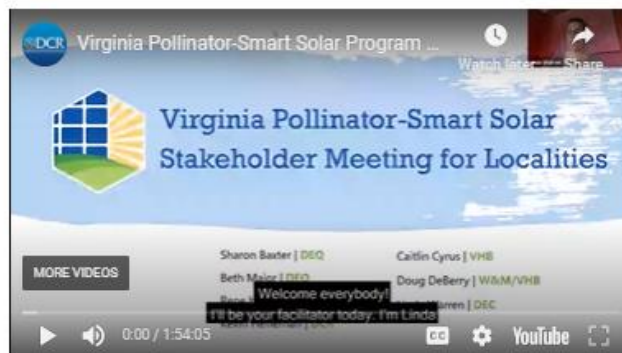 DCR Virginia Pollinator-Smart Solar Program ...
Watch later Share
Virginia Pollinator-Smart Solar
Stakeholder Meeting for Localities
Sharon Baxter | DEQ Caitlin Cyrus | VHB
MORE VIDEOS Beth Major | DEQ Doug DeBerry | W&M/VHB
Welcome everybody!
Warren | DEC
I'll be your facilitator today. I'm Linda
0:00 / 1:54:05 CC YouTube